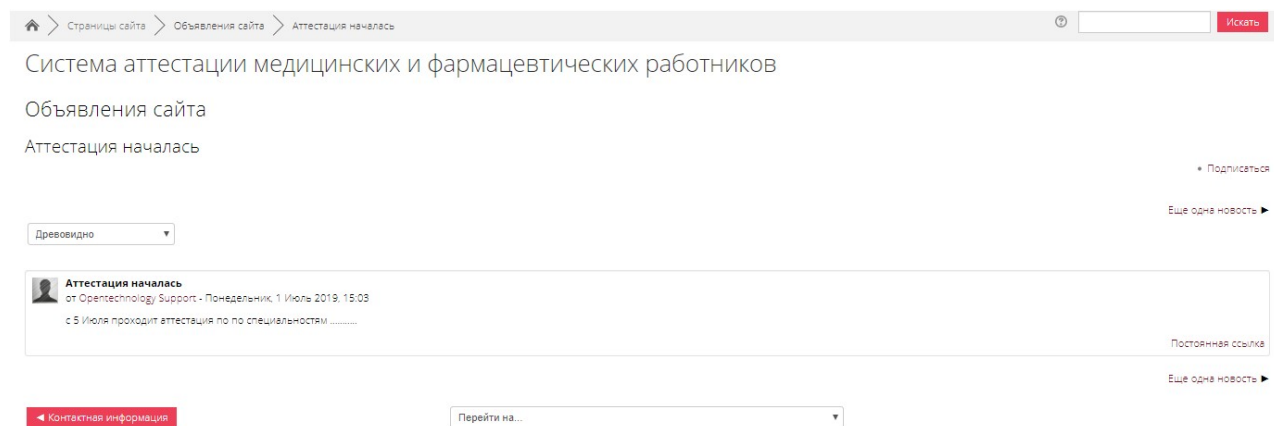 Страницы сайта Объявления сайта Аттестация началась Искать
Система аттестации медицинских и фармацевтических работников
Объявления сайта
Аттестация началась
Подписаться
Еще одна новость ►
Древовидно
Аттестация началась
от Opentechnology Support - Понедельник, 1 Июль 2019, 15:03
с 5 Июля проходит аттестация по по специальностям ...........
Постоянная ссылка
Еще одна новость ►
◄ Контактная информация Перейти на...